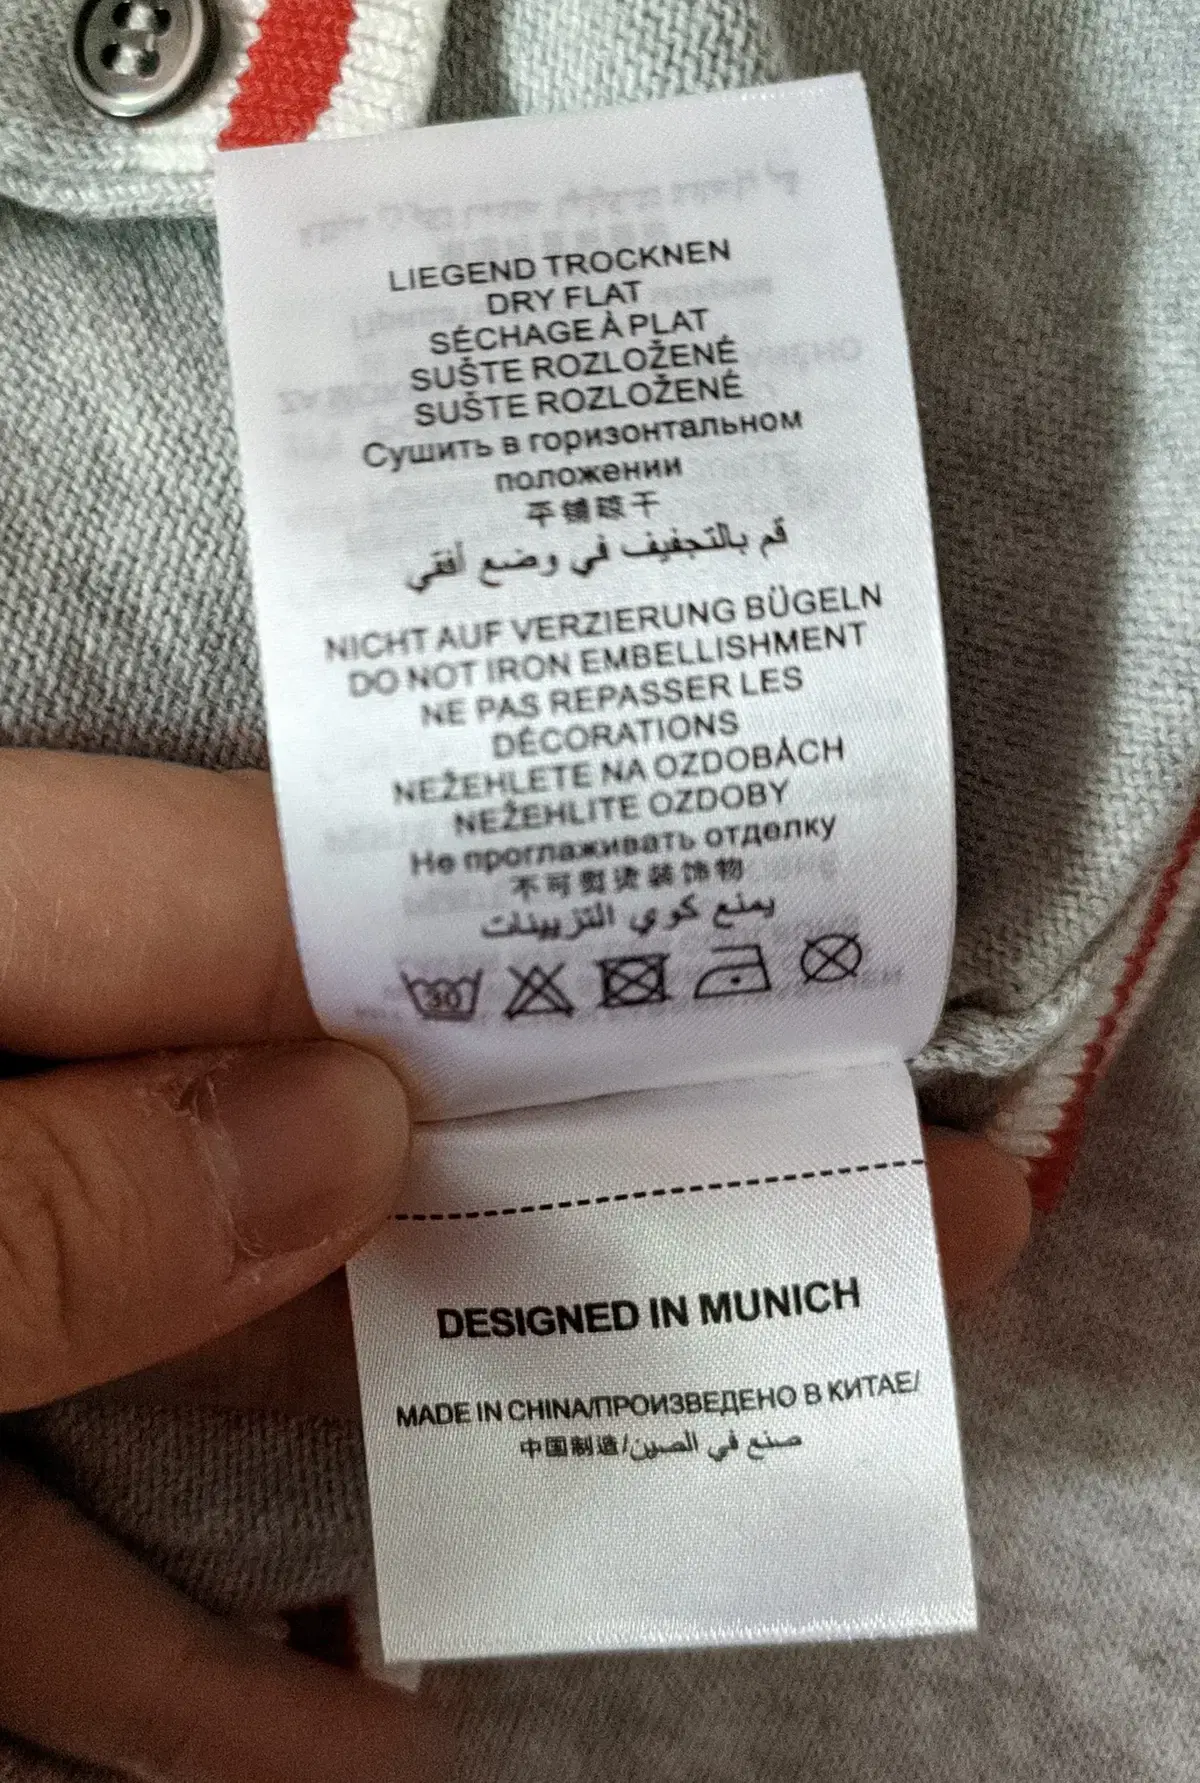 LIEGEND TROCKNEN
DRY FLAT
SÉCHAGE À PLAT
SUŠTE ROZLOŽENÉ
SUŠTE ROZLOŽENÉ
Сушить в горизонтальном
положении
平铺晾干
قم بالتجفيف في وضع أفقي
NICHT AUF VERZIERUNG BÜGELN
DO NOT IRON EMBELLISHMENT
NE PAS REPASSER LES
DÉCORATIONS
NEŽEHLETE NA OZDOBÁCH
NEŽEHLITE OZDOBY
Не проглаживать отделку
不可熨烫装饰物
يمنع كوي التزيينات
30
DESIGNED IN MUNICH
MADE IN CHINA/ПРОИЗВЕДЕНО В КИТАЕ/
中国制造/صنع في الصين